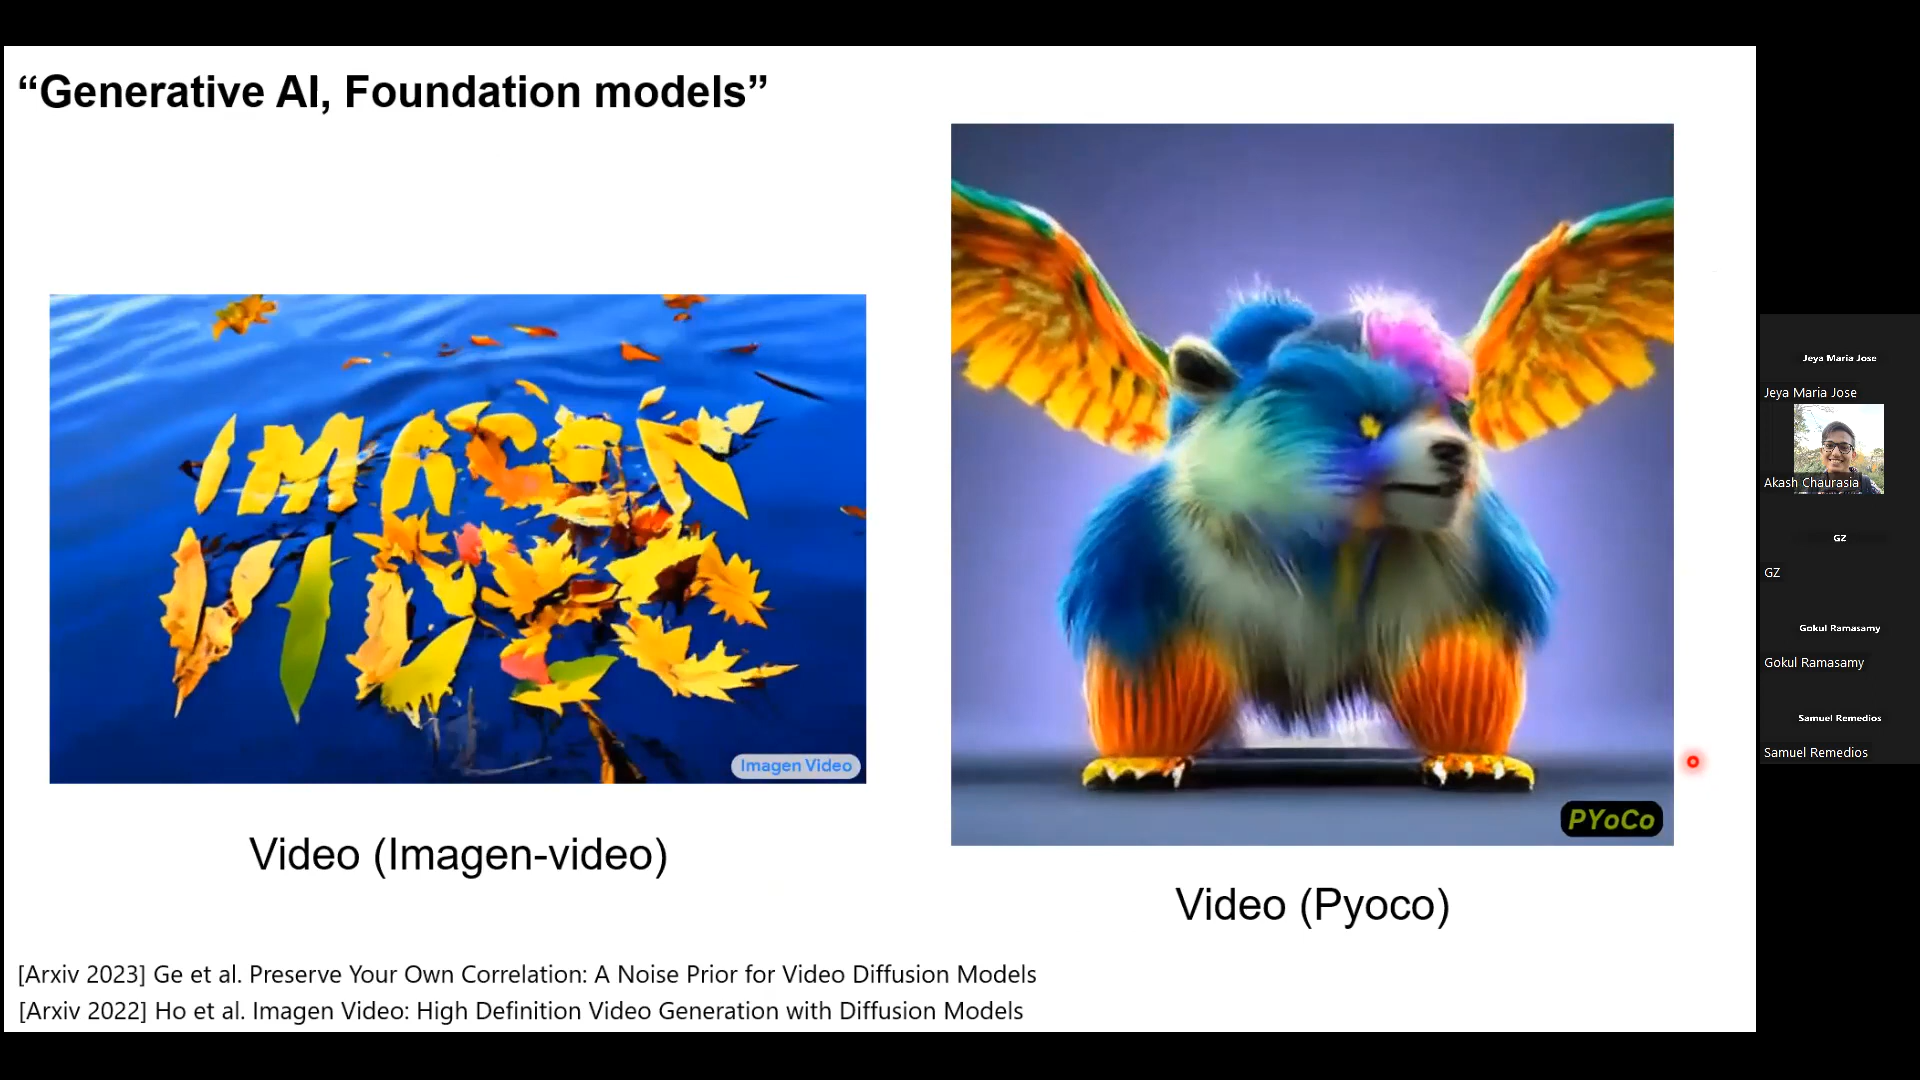 “Generative AI, Foundation models”
IMAGEN
VIDEO
Imagen Video
PYoCo
Video (Imagen-video)
Video (Pyoco)
[Arxiv 2023] Ge et al. Preserve Your Own Correlation: A Noise Prior for Video Diffusion Models
[Arxiv 2022] Ho et al. Imagen Video: High Definition Video Generation with Diffusion Models
Jeya Maria Jose
Jeya Maria Jose
Akash Chaurasia
GZ
GZ
Gokul Ramasamy
Gokul Ramasamy
Samuel Remedios
Samuel Remedios